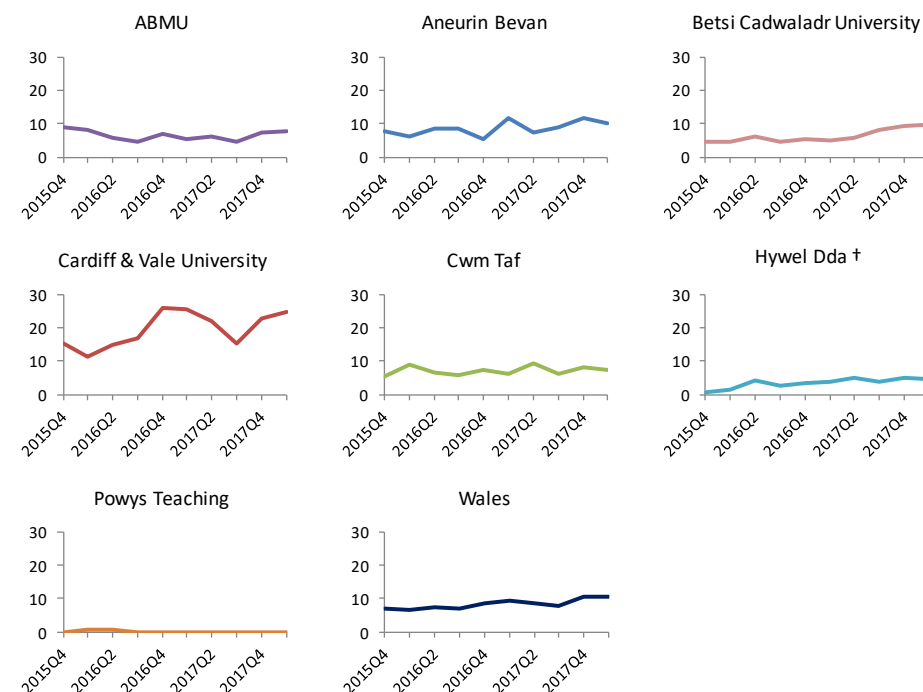 ABMU
30
20
10
0
2015Q4
2016Q2
2016Q4
2017Q2
2017Q4
Aneurin Bevan
30
20
10
0
2015Q4
2016Q2
2016Q4
2017Q2
2017Q4
Betsi Cadwaladr University
30
20
10
0
2015Q4
2016Q2
2016Q4
2017Q2
2017Q4
Cardiff & Vale University
30
20
10
0
2015Q4
2016Q2
2016Q4
2017Q2
2017Q4
Cwm Taf
30
20
10
0
2015Q4
2016Q2
2016Q4
2017Q2
2017Q4
Hywel Dda †
30
20
10
0
2015Q4
2016Q2
2016Q4
2017Q2
2017Q4
Powys Teaching
30
20
10
0
2015Q4
2016Q2
2016Q4
2017Q2
2017Q4
Wales
30
20
10
0
2015Q4
2016Q2
2016Q4
2017Q2
2017Q4